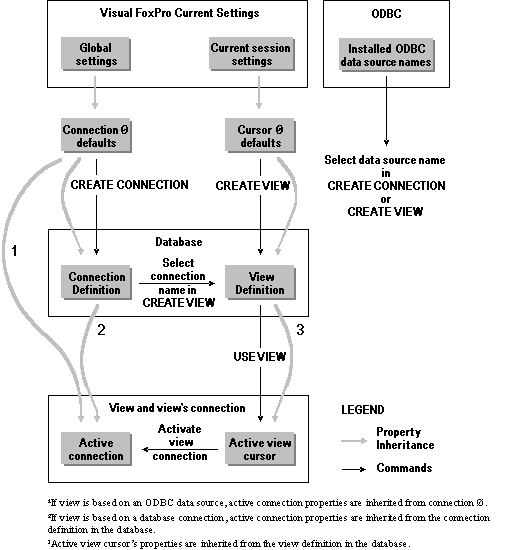 Visual FoxPro Current Settings
ODBC
Global
settings
Current session
settings
Installed ODBC
data source names
Connection Ø
defaults
Cursor Ø
defaults
Select data source name
in
CREATE CONNECTION
or
CREATE VIEW
CREATE CONNECTION
CREATE VIEW
1
Database
Connection
Definition
Select
connection
name in
CREATE VIEW
View
Definition
2
3
USE VIEW
View and view's connection
Active
connection
Activate
view
connection
Active view
cursor
LEGEND
Property
Inheritance
Commands
¹If view is based on an ODBC data source, active connection properties are inherited from connection Ø.
²If view is based on a database connection, active connection properties are inherited from the connection
definition in the database.
³Active view cursor's properties are inherited from the view definition in the database.